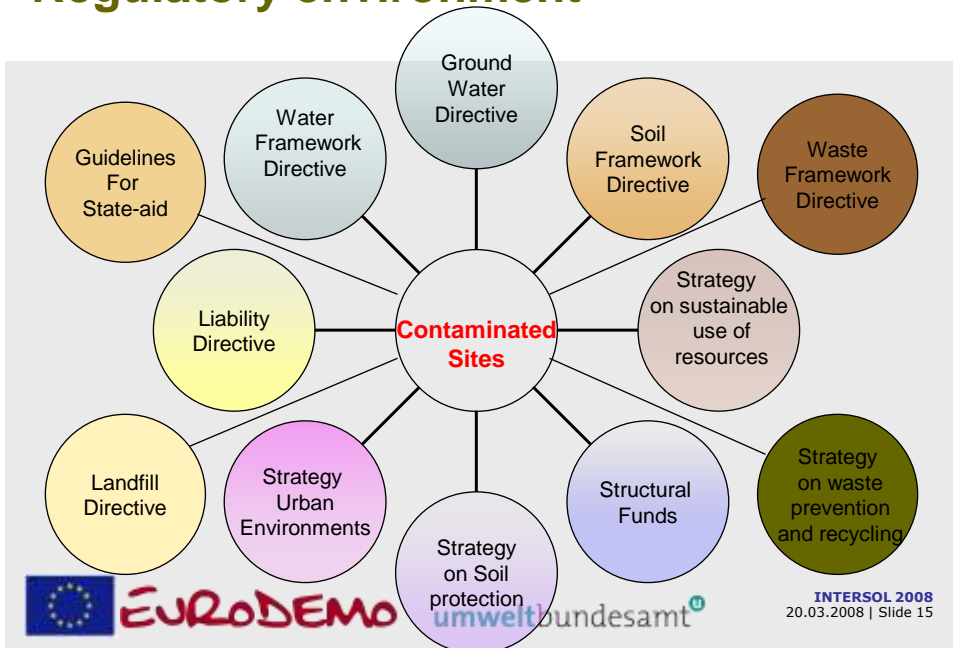 Regulatory environment
Ground
Water
Directive
Water
Framework
Directive
Soil
Framework
Directive
Guidelines
For
State-aid
Waste
Framework
Directive
Liability
Directive
Contaminated
Sites
Strategy
on sustainable
use of
resources
Landfill
Directive
Strategy
Urban
Environments
Strategy
on Soil
protection
Structural
Funds
Strategy
on waste
prevention
and recycling
EURODEMO
umweltbundesamt
INTERSOL 2008
20.03.2008 | Slide 15